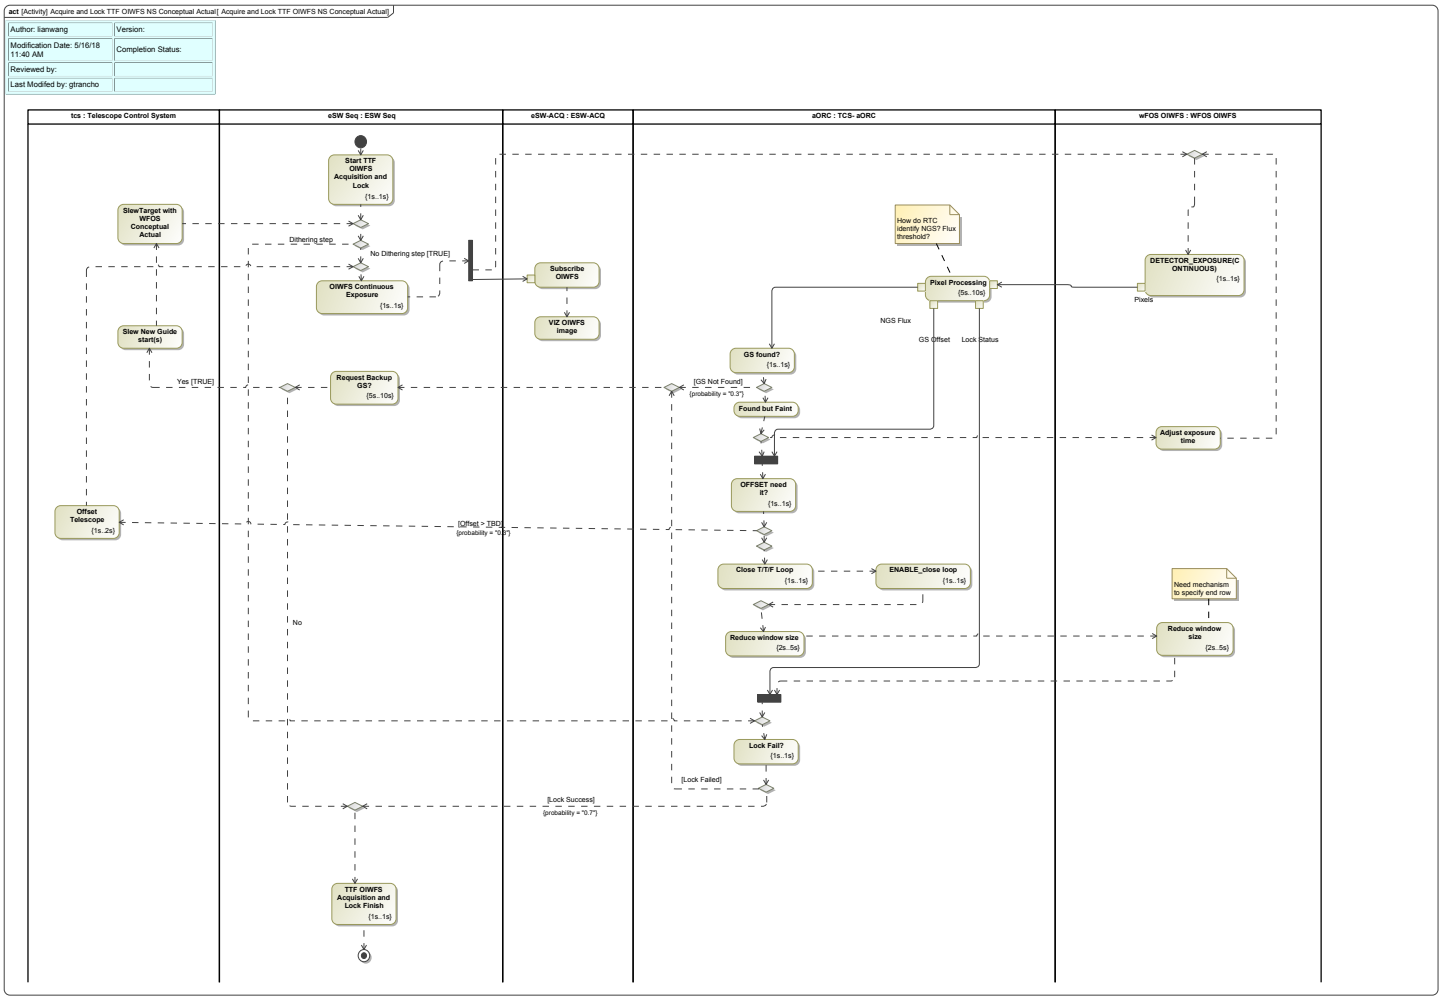 act [Activity] Acquire and Lock TTF OIWFS NS Conceptual Actual[ Acquire and Lock TTF OIWFS NS Conceptual Actual]
Author: lianwang
Version:
Modification Date: 5/16/18
11:40 AM
Completion Status:
Reviewed by:
Last Modifed by: gtrancho
tcs : Telescope Control System
eSW Seq : ESW Seq
eSW-ACQ : ESW-ACQ
aORC : TCS- aORC
wFOS OIWFS : WFOS OIWFS
Start TTF
OIWFS
Acquisition and
Lock
{1s..1s}
SlewTarget with
WFOS
Conceptual
Actual
Dithering step
No Dithering step [TRUE]
OIWFS Continuous
Exposure
{1s..1s}
Subscribe
OIWFS
VIZ OIWFS
image
How do RTC
identify NGS? Flux
threshold?
Pixel Processing
{5s..10s}
DETECTOR_EXPOSURE(C
ONTINUOUS)
{1s..1s}
Pixels
NGS Flux
GS Offset
Lock Status
Slew New Guide
start(s)
GS found?
{1s..1s}
Yes [TRUE]
Request Backup
GS?
{5s..10s}
[GS Not Found]
{probability = "0.3"}
Found but Faint
Adjust exposure
time
OFFSET need
it?
{1s..1s}
Offset
Telescope
{1s..2s}
[Offset > TBD]
{probability = "0.3"}
Close T/T/F Loop
{1s..1s}
ENABLE_close loop
{1s..1s}
Need mechanism
to specify end row
No
Reduce window size
{2s..5s}
Reduce window
size
{2s..5s}
Lock Fail?
{1s..1s}
[Lock Failed]
[Lock Success]
{probability = "0.7"}
TTF OIWFS
Acquisition and
Lock Finish
{1s..1s}